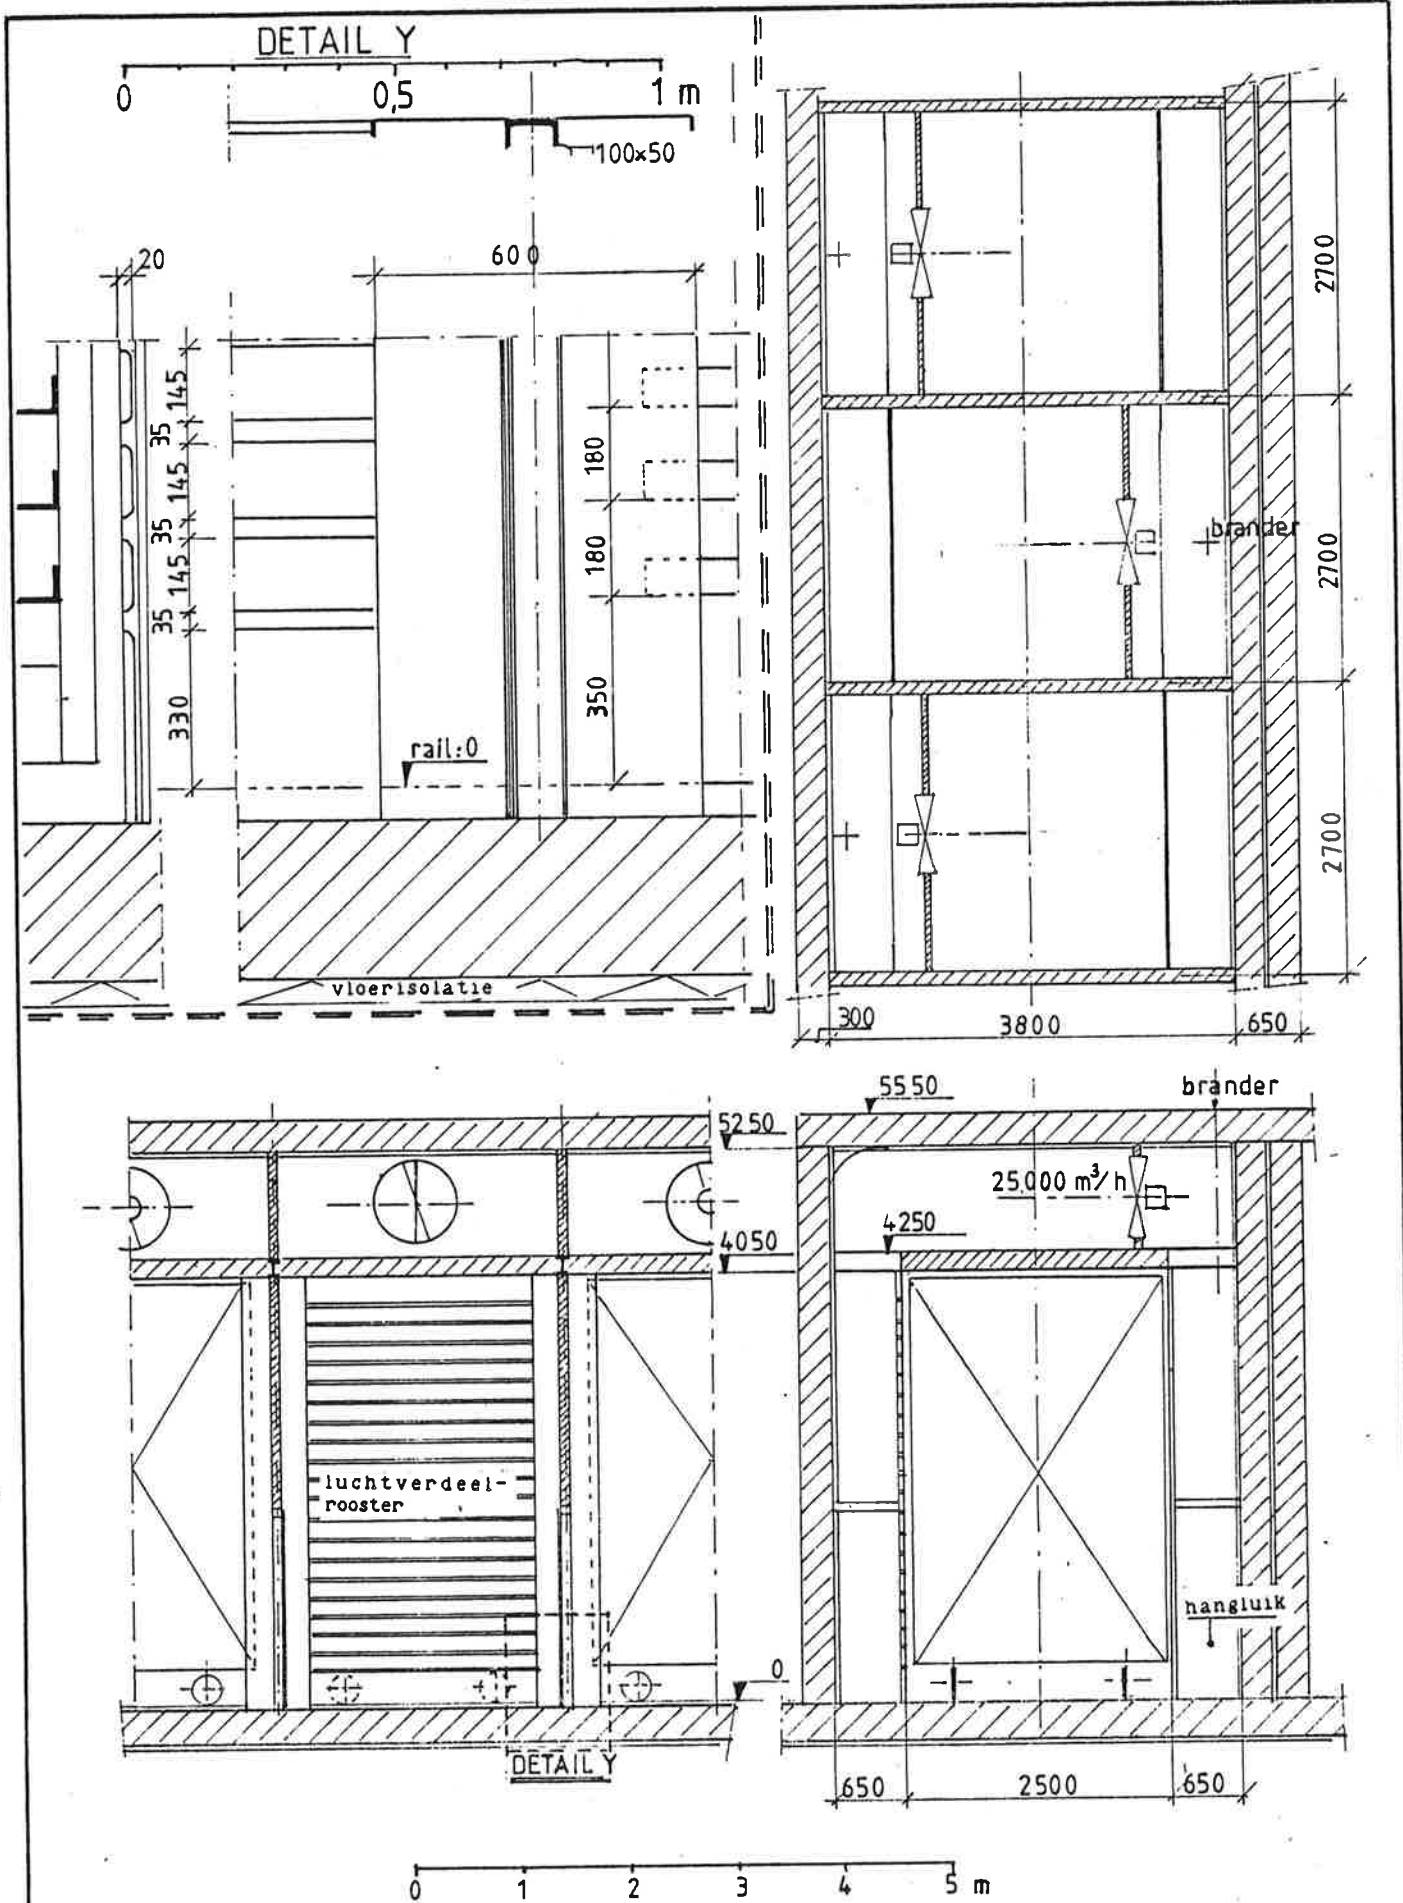 DETAIL Y
0 0,5 1 m
100×50
20
600
145
35
145
35
145
35
330
180
180
350
rail:0
vloerisolatie
2700
brander
2700
2700
300 3800 650
5550
brander
5250
25.000 m³/h
4250
4050
luchtverdeel-
rooster
hangluik
0
DETAIL Y
650 2500 650
0 1 2 3 4 5 m